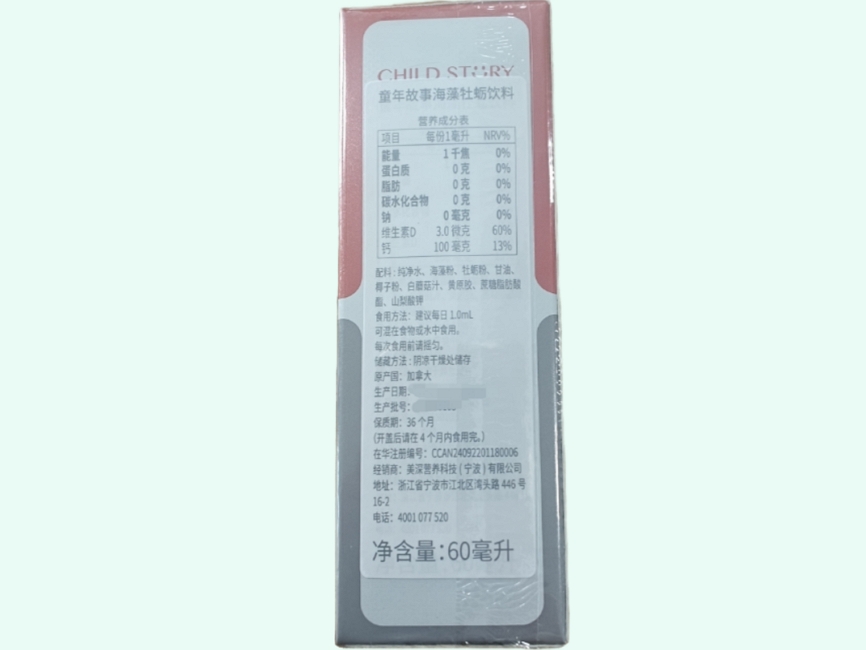 CHILD STORY
童年故事海藻牡蛎饮料
营养成分表
项目 每份1毫升 NRV%
能量 1 千焦 0%
蛋白质 0 克 0%
脂肪 0 克 0%
碳水化合物 0 克 0%
钠 0 毫克 0%
维生素D 3.0 微克 60%
钙 100 毫克 13%
配料：纯净水、海藻粉、牡蛎粉、甘油、
椰子粉、白蘑菇汁、黄原胶、蔗糖脂肪酸
酯、山梨酸钾
食用方法：建议每日 1.0mL
可混在食物或水中食用。
每次食用前请摇匀。
储藏方法：阴凉干燥处储存
原产国：加拿大
生产日期：
生产批号：
保质期：36 个月
(开盖后请在 4 个月内食用完。)
在华注册编号：CCAN24092201180006
经销商：美深营养科技（宁波）有限公司
地址：浙江省宁波市江北区湾头路 446 号
16-2
电话：4001 077 520
净含量：60毫升